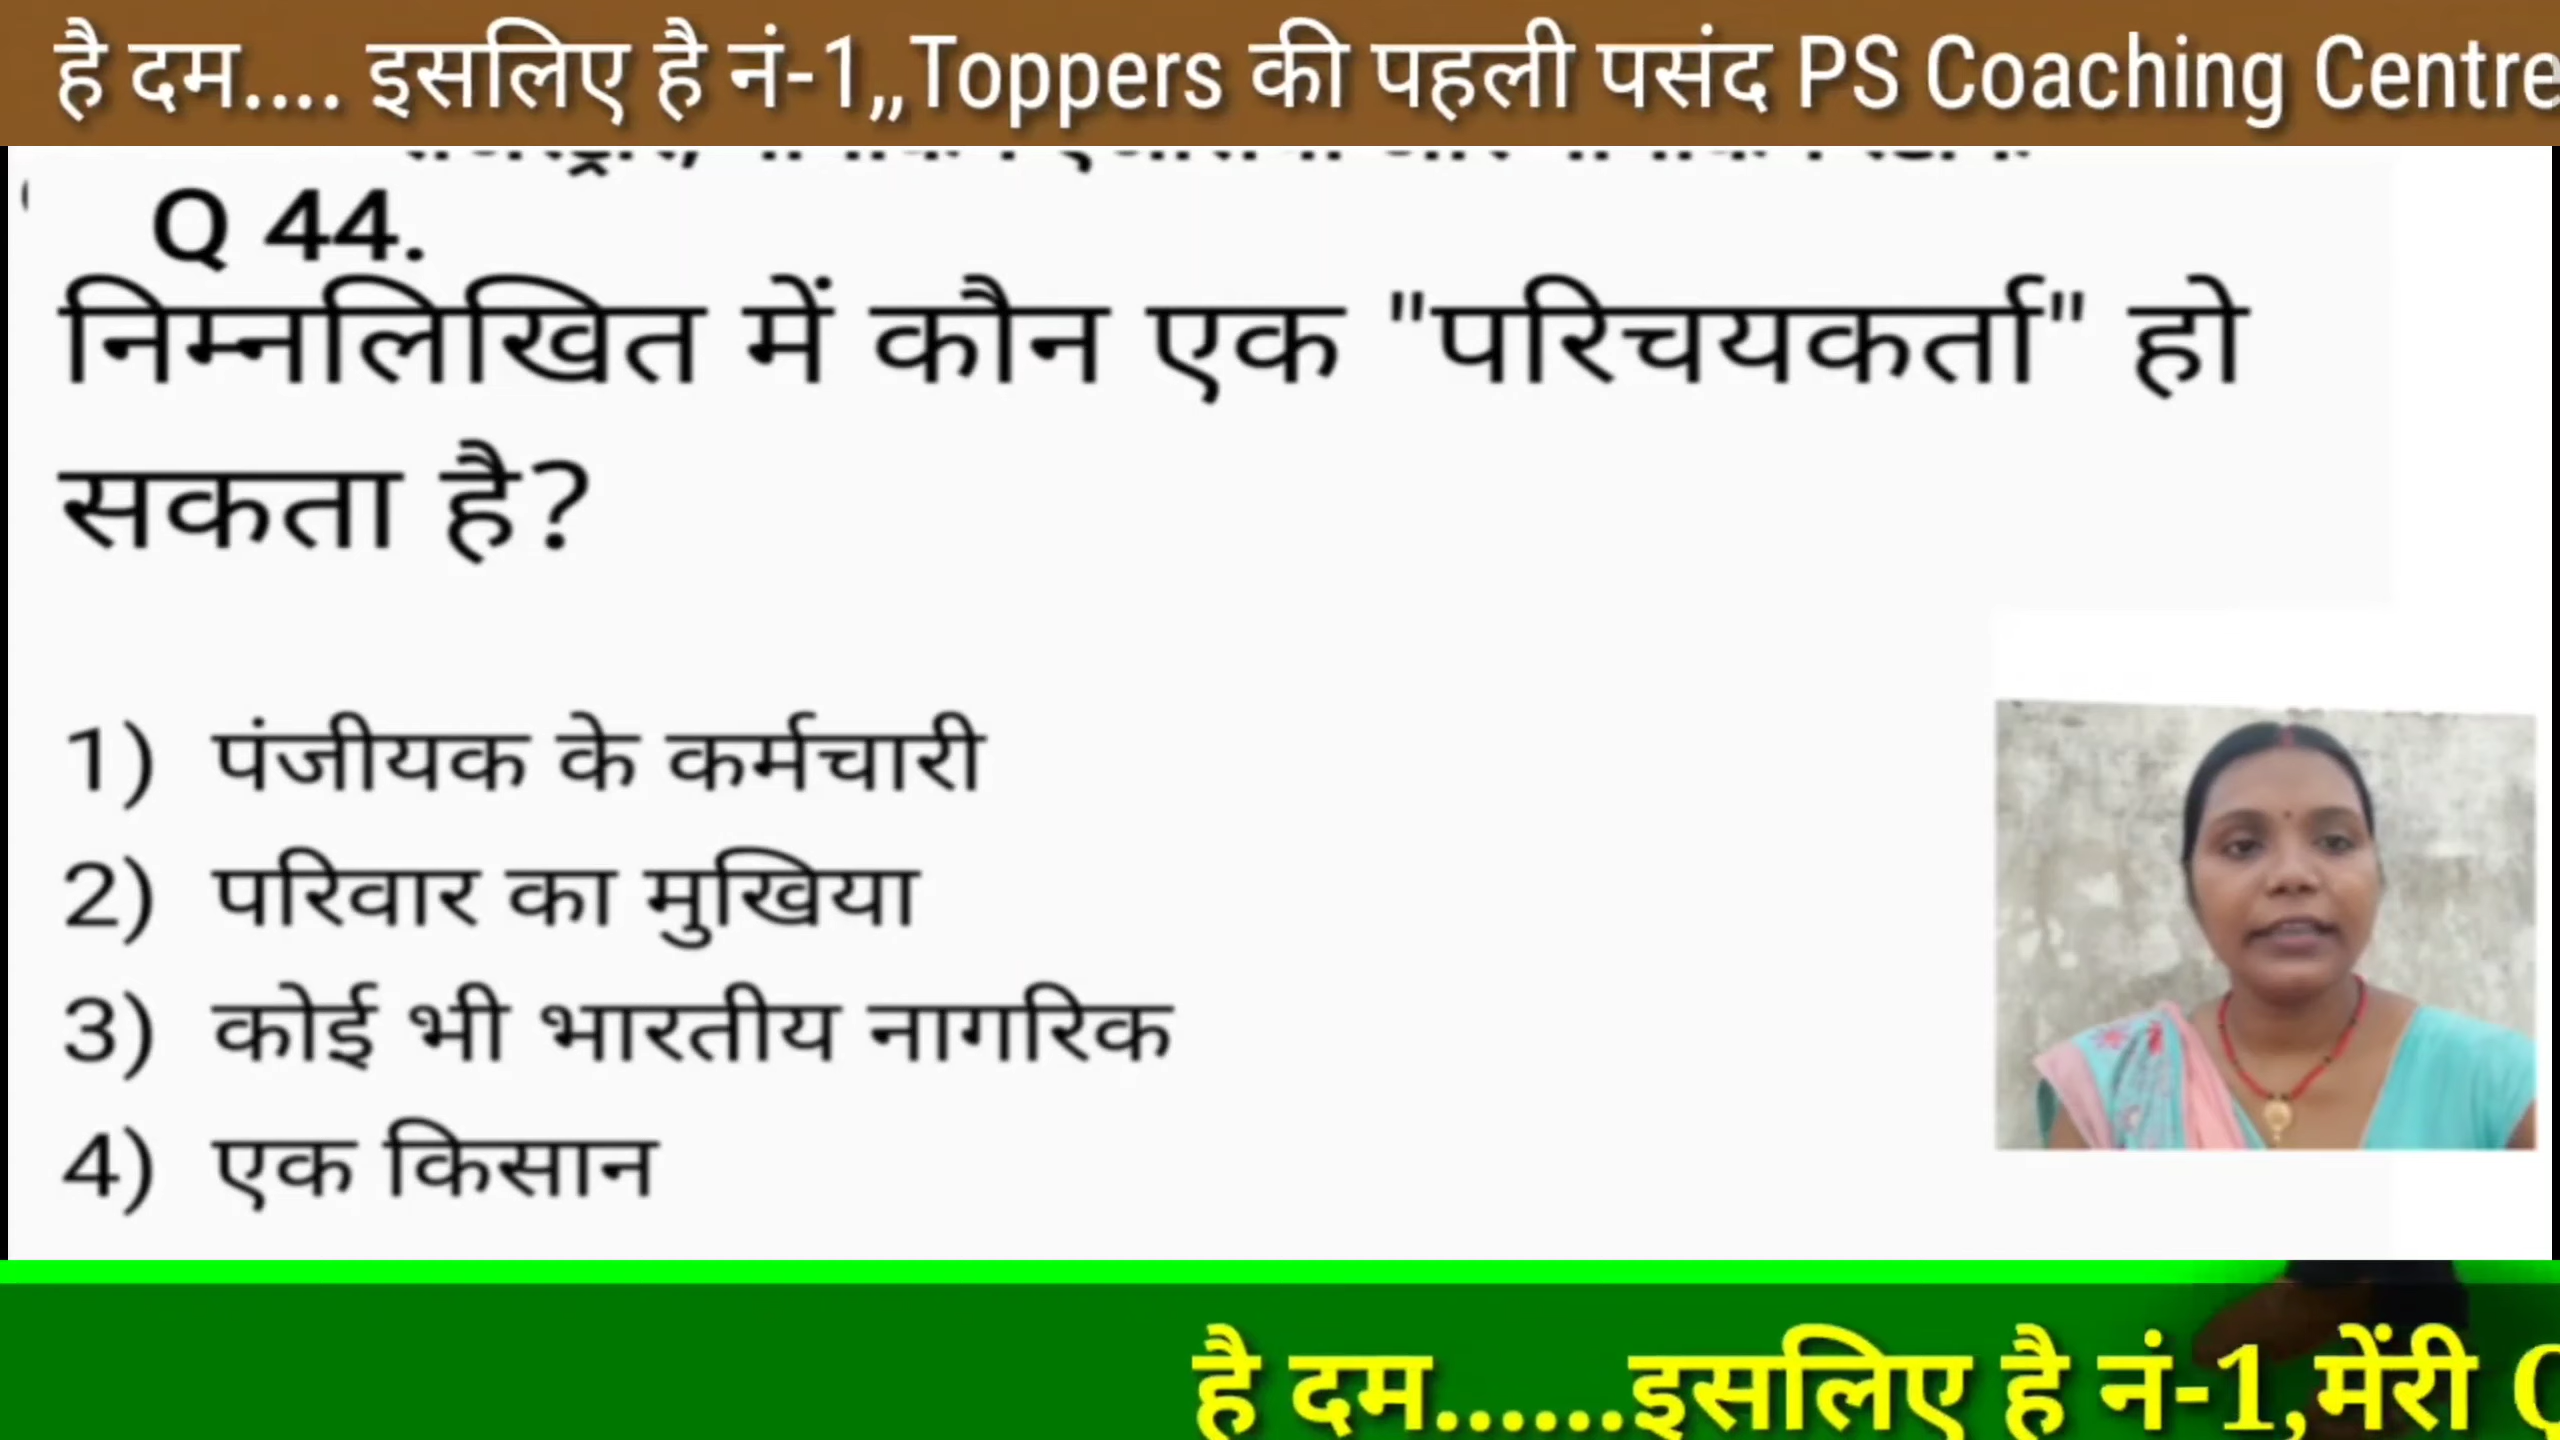 है दम.... इसलिए है नं-1,,Toppers की पहली पसंद PS Coaching Centre
Q 44.
निम्नलिखित में कौन एक "परिचयकर्ता" हो
सकता है?
1) पंजीयक के कर्मचारी
2) परिवार का मुखिया
3) कोई भी भारतीय नागरिक
4) एक किसान
है दम......इसलिए है नं-1,मेंरी